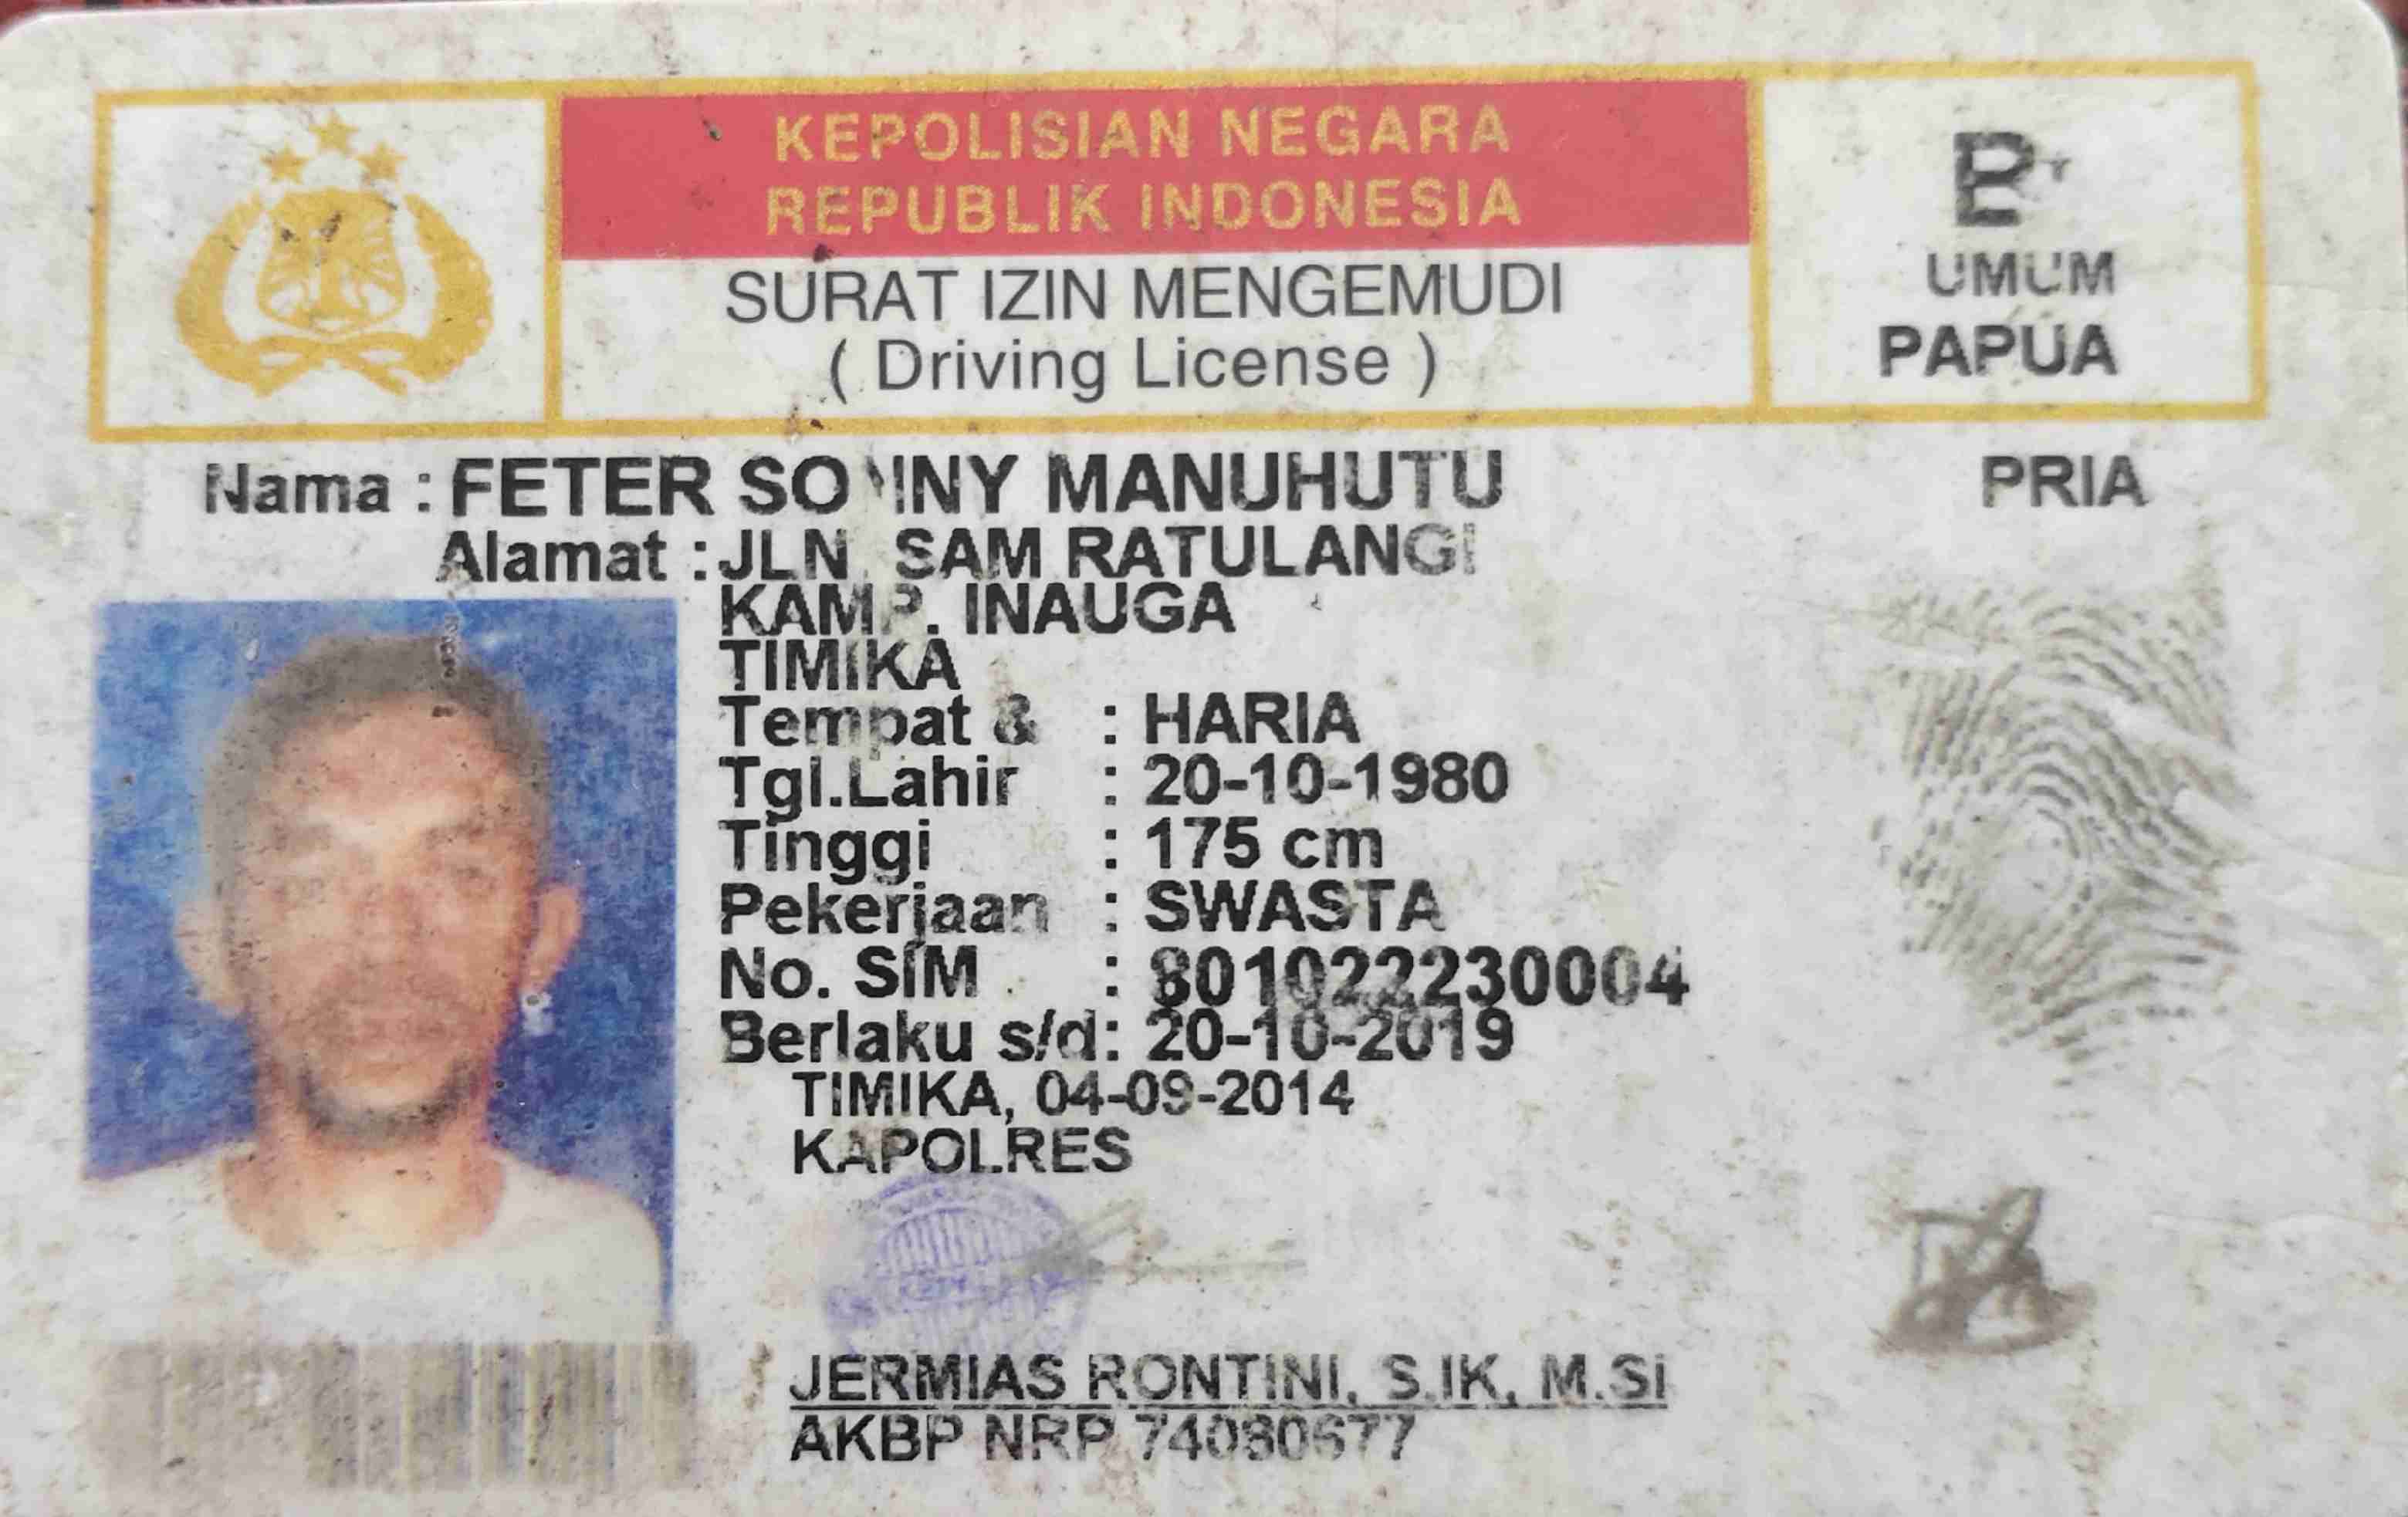 KEPOLISIAN NEGARA
REPUBLIK INDONESIA
SURAT IZIN MENGEMUDI
( Driving License )
B
UMUM
PAPUA
Nama : FETER SONNY MANUHUTU
PRIA
Alamat : JLN. SAM RATULANGI
KAMP. INAUGA
TIMIKA
Tempat & : HARIA
Tgl.Lahir : 20-10-1980
Tinggi : 175 cm
Pekerjaan : SWASTA
No. SIM : 801022230004
Berlaku s/d : 20-10-2019
TIMIKA, 04-09-2014
KAPOLRES
JERMIAS RONTINI, S.IK, M.Si
AKBP NRP 74080677